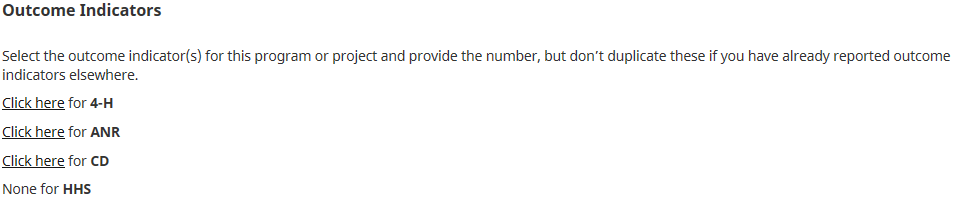 Outcome Indicators
Select the outcome indicator(s) for this program or project and provide the number, but don’t duplicate these if you have already reported outcome
indicators elsewhere.
Click here for 4-H
Click here for ANR
Click here for CD
None for HHS